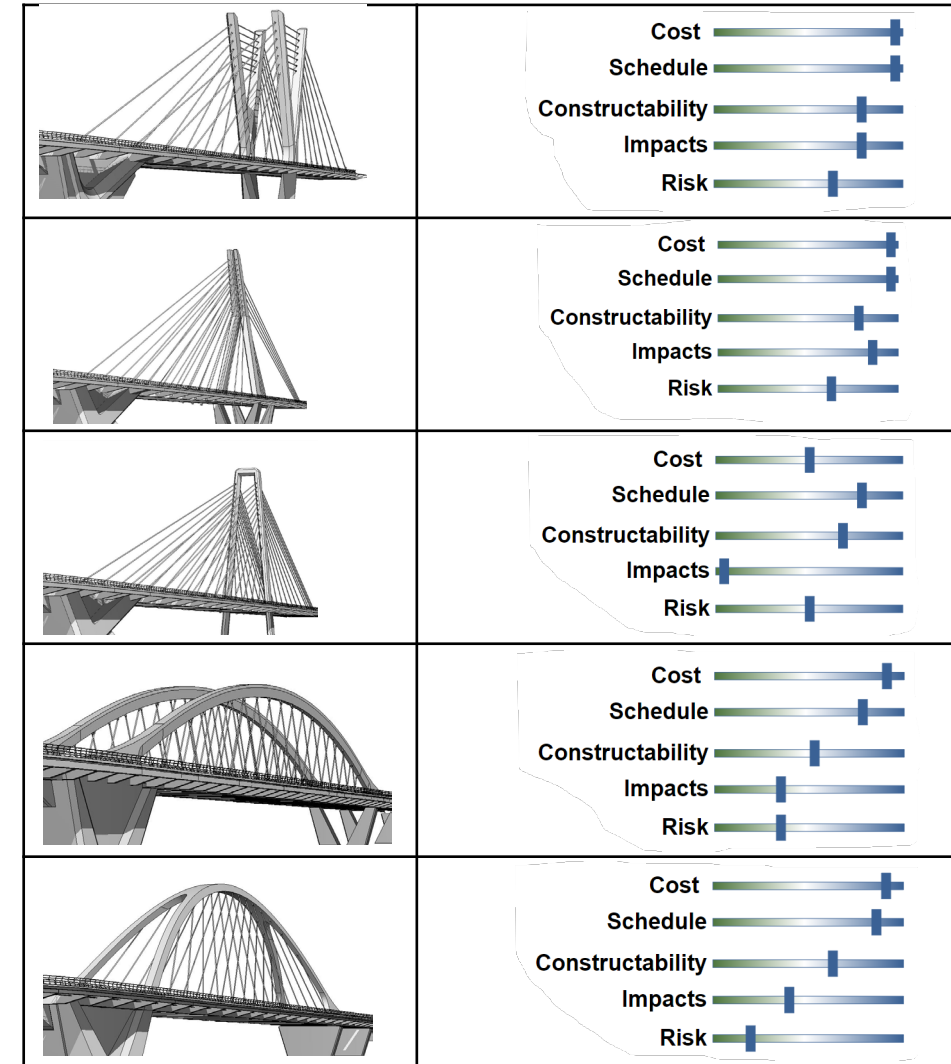 Cost
Schedule
Constructability
Impacts
Risk
Cost
Schedule
Constructability
Impacts
Risk
Cost
Schedule
Constructability
Impacts
Risk
Cost
Schedule
Constructability
Impacts
Risk
Cost
Schedule
Constructability
Impacts
Risk